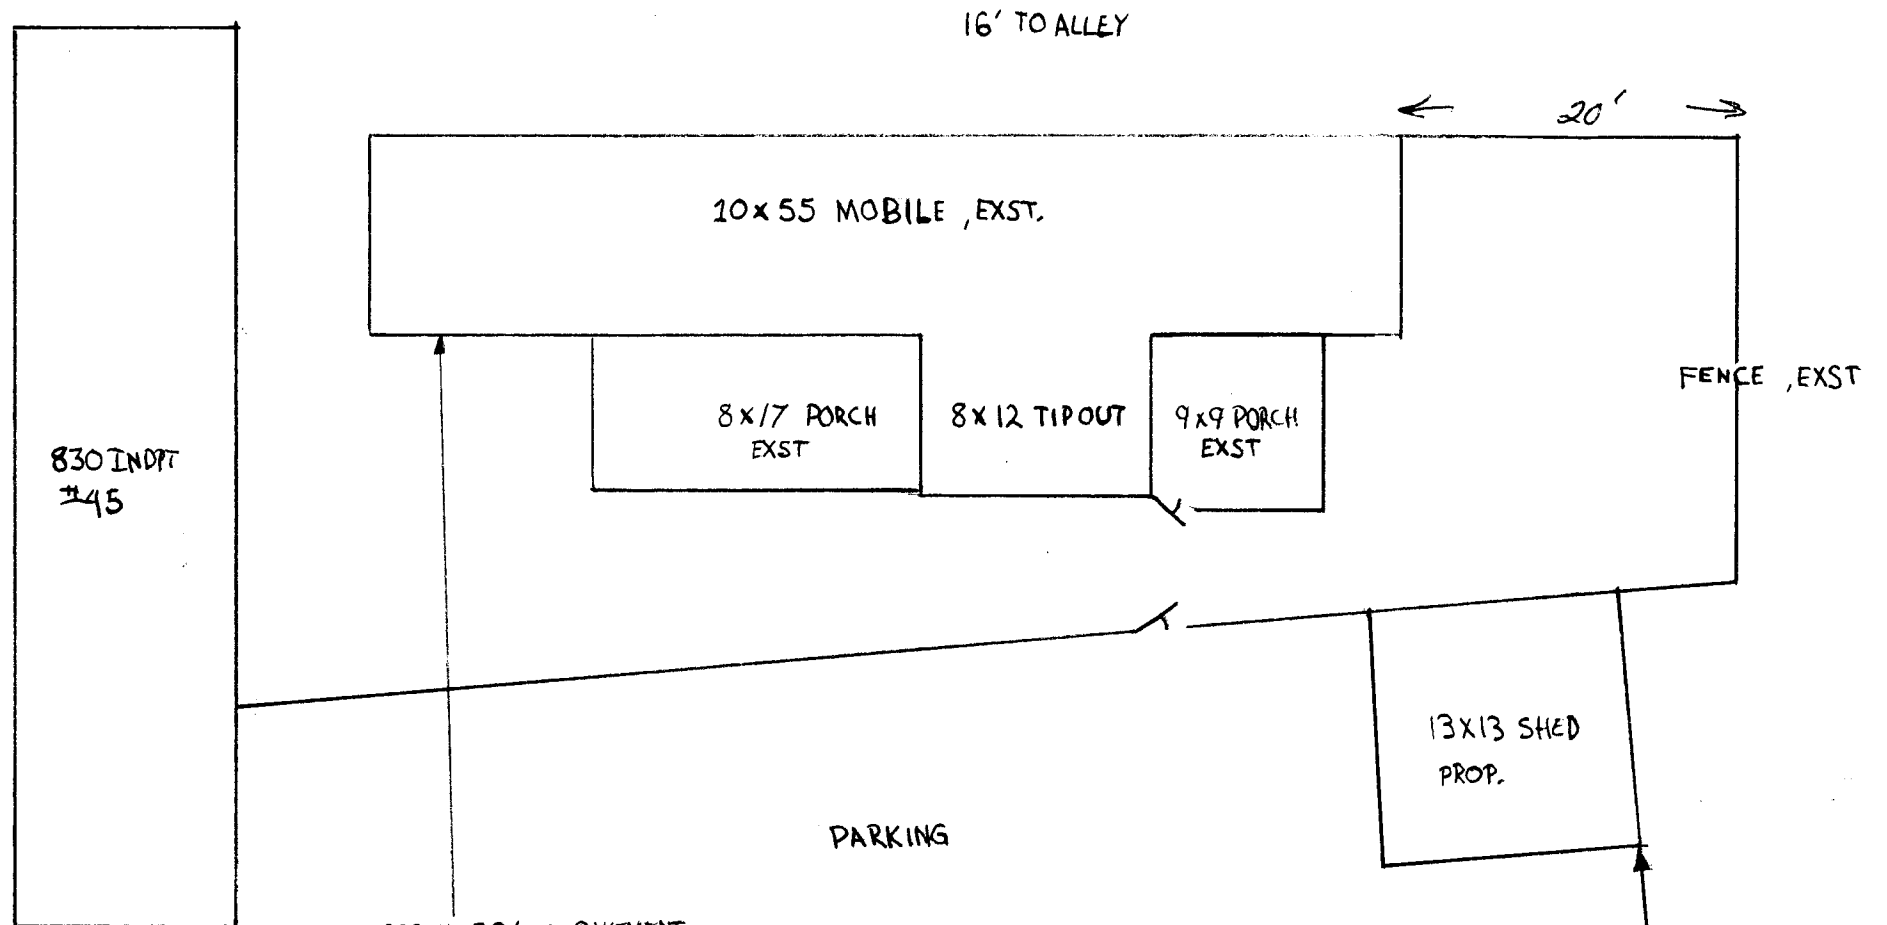 16' TO ALLEY
20'
10x55 MOBILE , EXST.
FENCE , EXST
8x17 PORCH
EXST
8x12 TIPOUT
9x9 PORCH
EXST
830 INDPT
#45
13x13 SHED
PROP.
PARKING